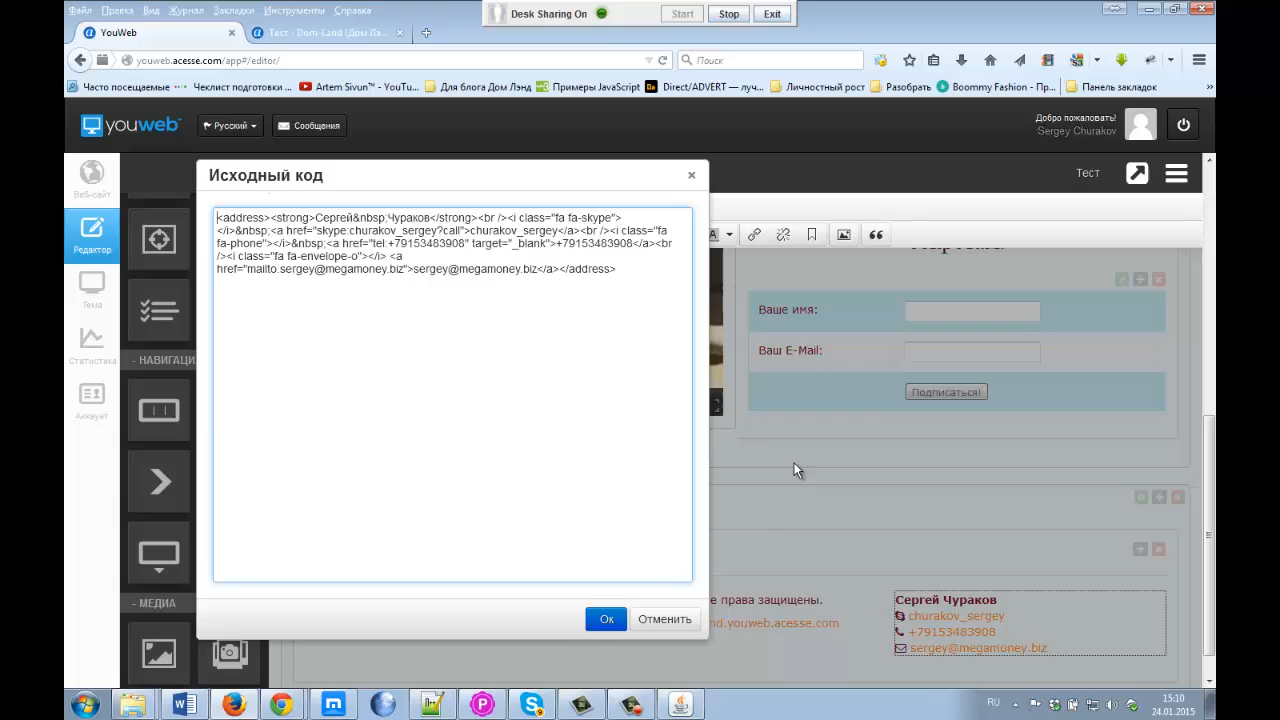 Файл Правка Вид Журнал Закладки Инструменты Справка
Desk Sharing On Start Stop Exit
YouWeb
Тест - Dom-Land (Дом Лэ...
youweb.acesse.com/app#/editor/
Поиск
Часто посещаемые
Чеклист подготовки ...
Artem Sivun™ - YouTu...
Для блога Дом Лэнд
Примеры JavaScript
Direct/ADVERT — луч...
Личностный рост
Разобрать
Boommy Fashion - Пр...
Панель закладок
youweb
Русский
Сообщения
Добро пожаловать!
Sergey Churakov
Веб-сайт
Редактор
Тема
Статистика
Аккаунт
- НАВИГАЦИ
- МЕДИА
Тест
Исходный код
<address><strong>Сергей&nbsp;Чураков</strong><br /><i class="fa fa-skype">
</i>&nbsp;<a href="skype:churakov_sergey?call">churakov_sergey</a><br /><i class="fa
fa-phone"></i>&nbsp;<a href="tel:+79153483908" target="_blank">+79153483908</a><br
/><i class="fa fa-envelope-o"></i> <a
href="mailto:sergey@megamoney.biz">sergey@megamoney.biz</a></address>
Ок
Отменить
Ваше имя:
Ваш E-Mail:
Подписаться!
е права защищены.
nd.youweb.acesse.com
Сергей Чураков
churakov_sergey
+79153483908
sergey@megamoney.biz
RU
15:10
24.01.2015